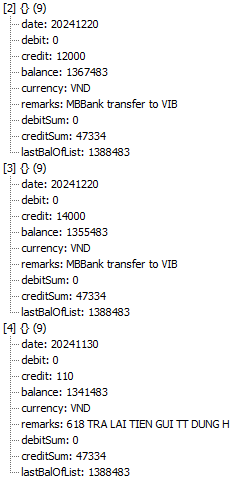 [2] {} (9)
date: 20241220
debit: 0
credit: 12000
balance: 1367483
currency: VND
remarks: MBBank transfer to VIB
debitSum: 0
creditSum: 47334
lastBalOfList: 1388483
[3] {} (9)
date: 20241220
debit: 0
credit: 14000
balance: 1355483
currency: VND
remarks: MBBank transfer to VIB
debitSum: 0
creditSum: 47334
lastBalOfList: 1388483
[4] {} (9)
date: 20241130
debit: 0
credit: 110
balance: 1341483
currency: VND
remarks: 618 TRA LAI TIEN GUI TT DUNG H
debitSum: 0
creditSum: 47334
lastBalOfList: 1388483